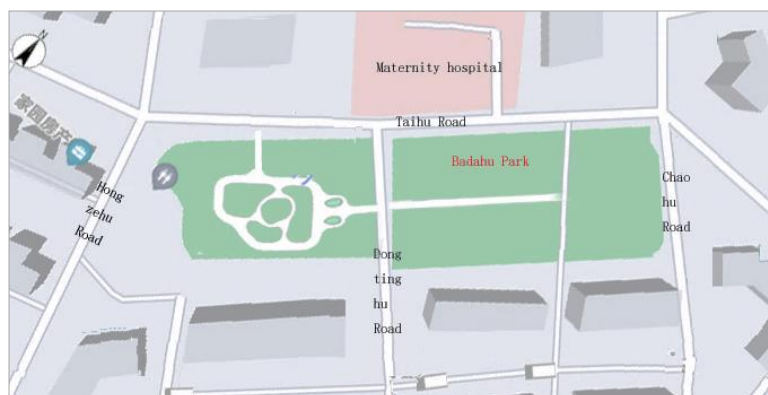 N
Maternity hospital
Taihu Road
家园房产
Badahu Park
Hong
zehu
Road
Chao
hu
Road
Dong
ting
hu
Road